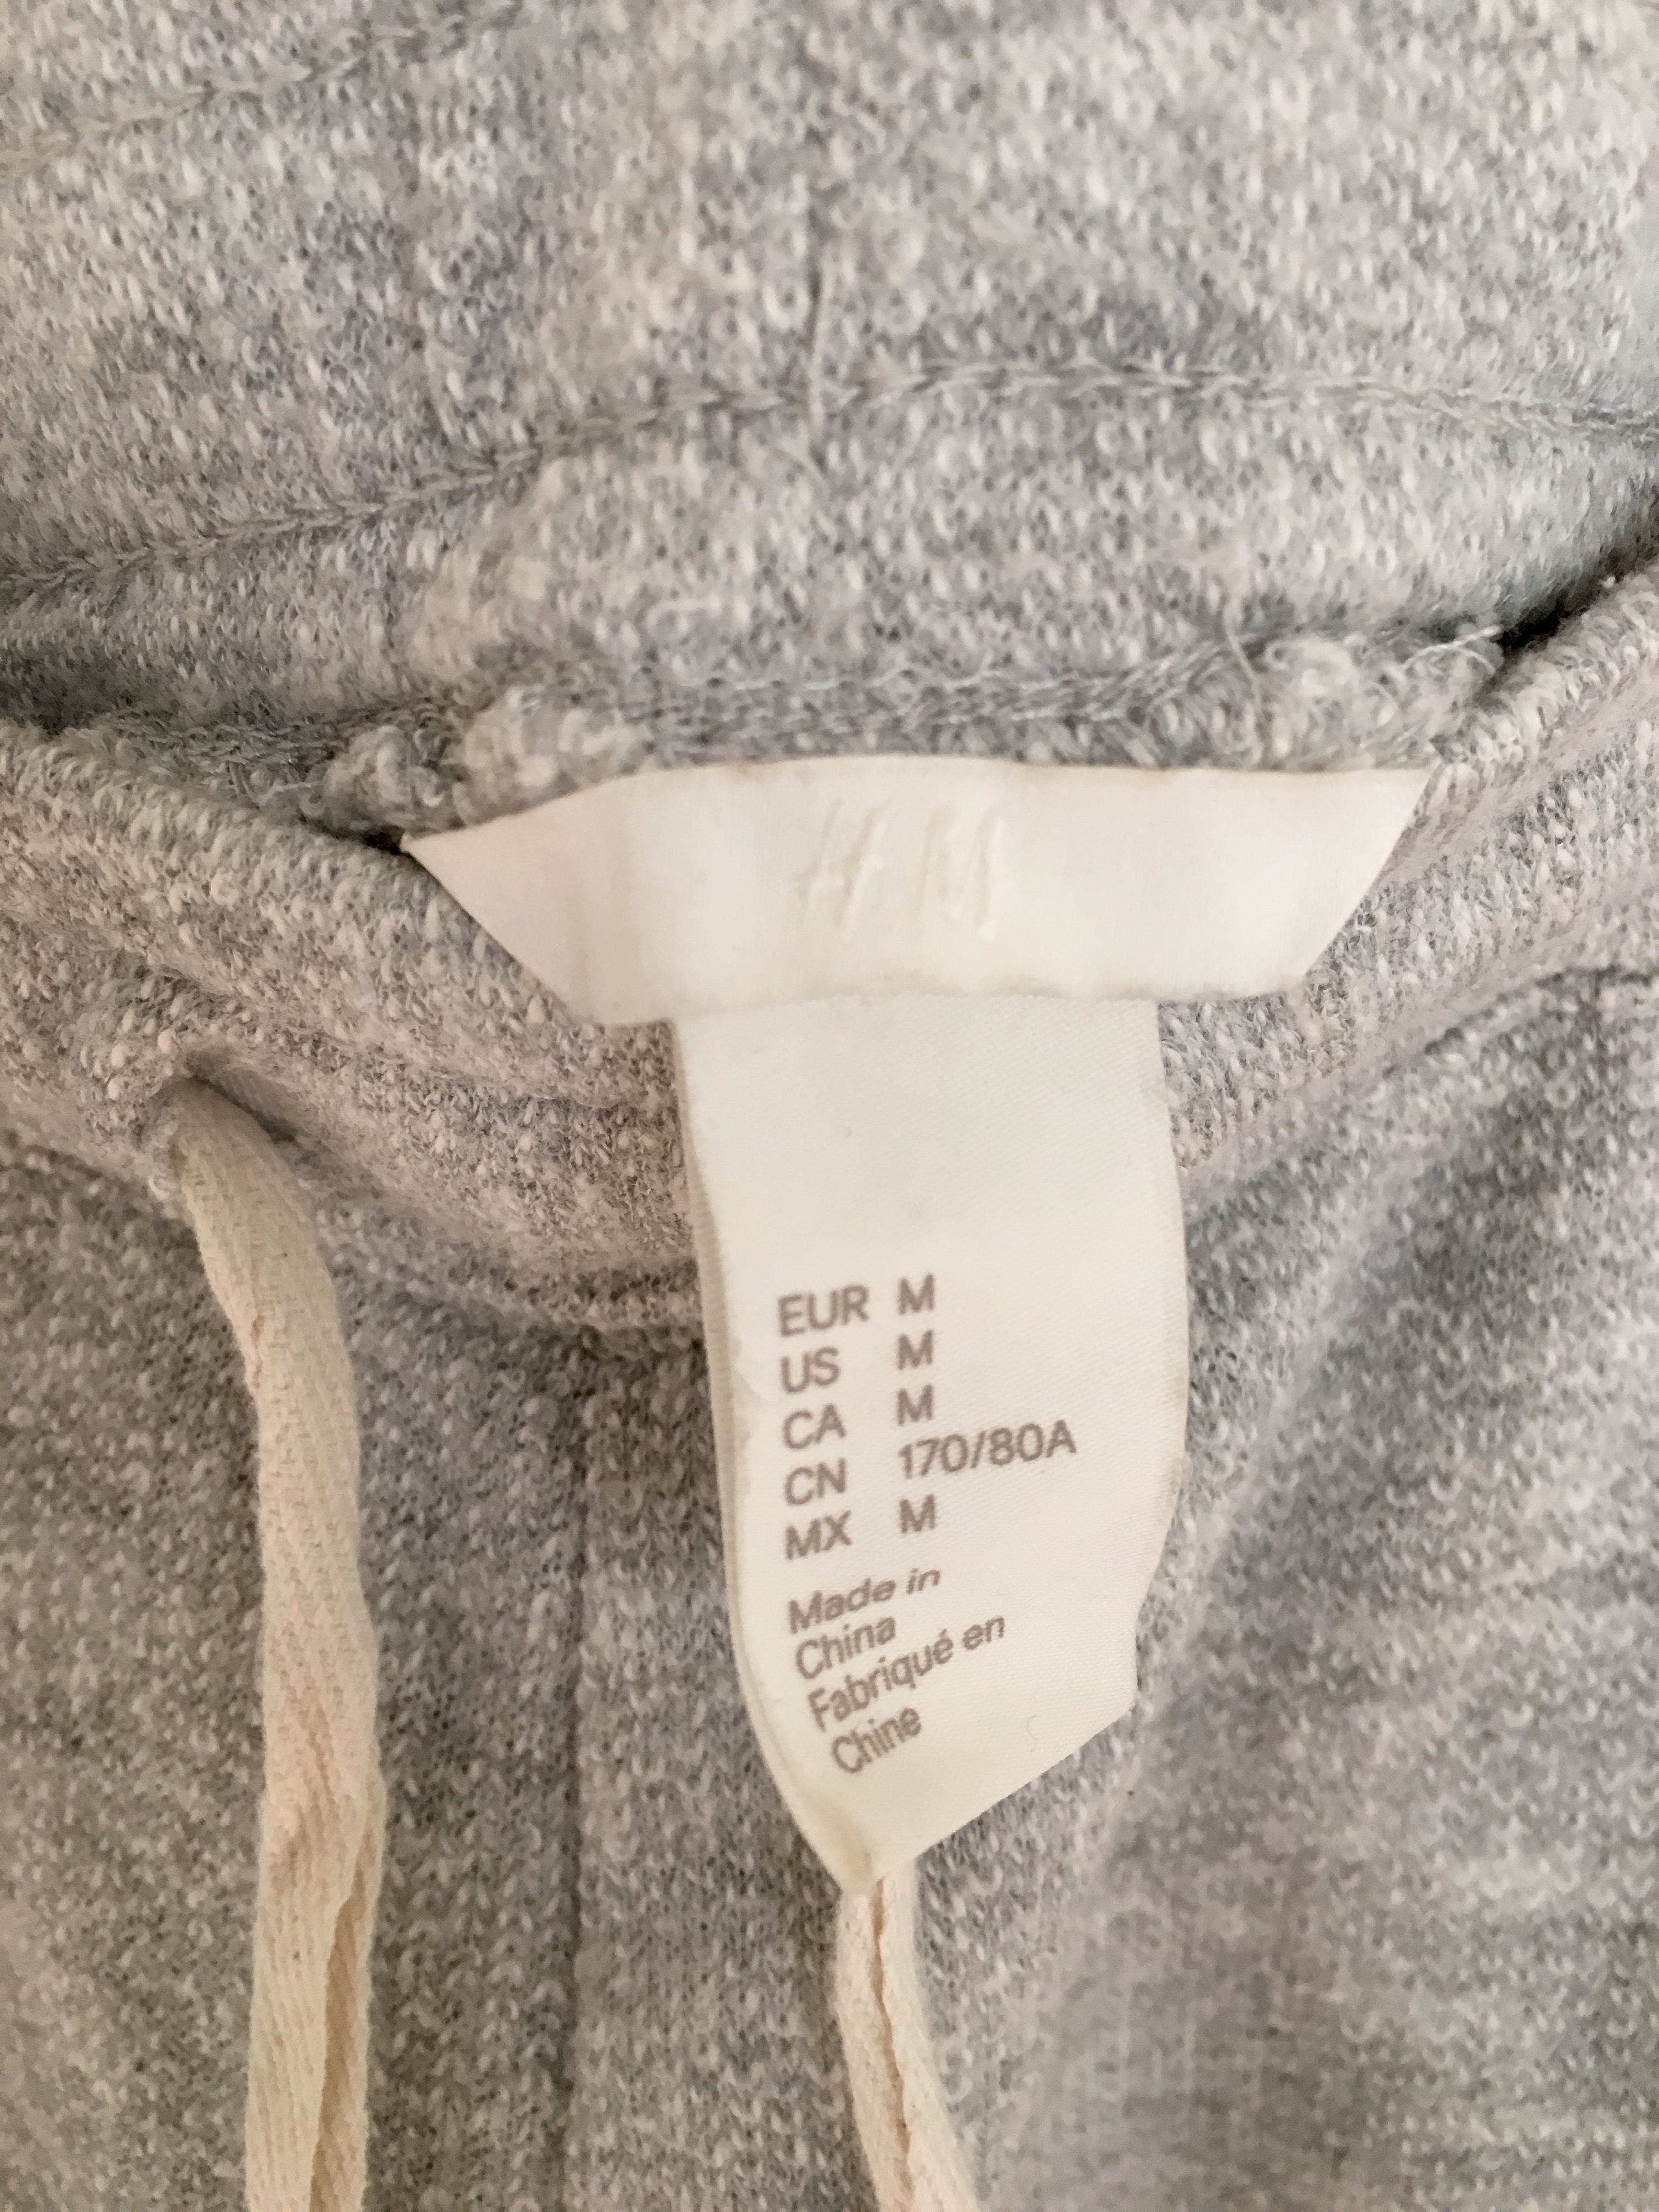 H M
EUR M
US M
CA M
CN 170/80A
MX M
Made in
China
Fabriqué en
Chine